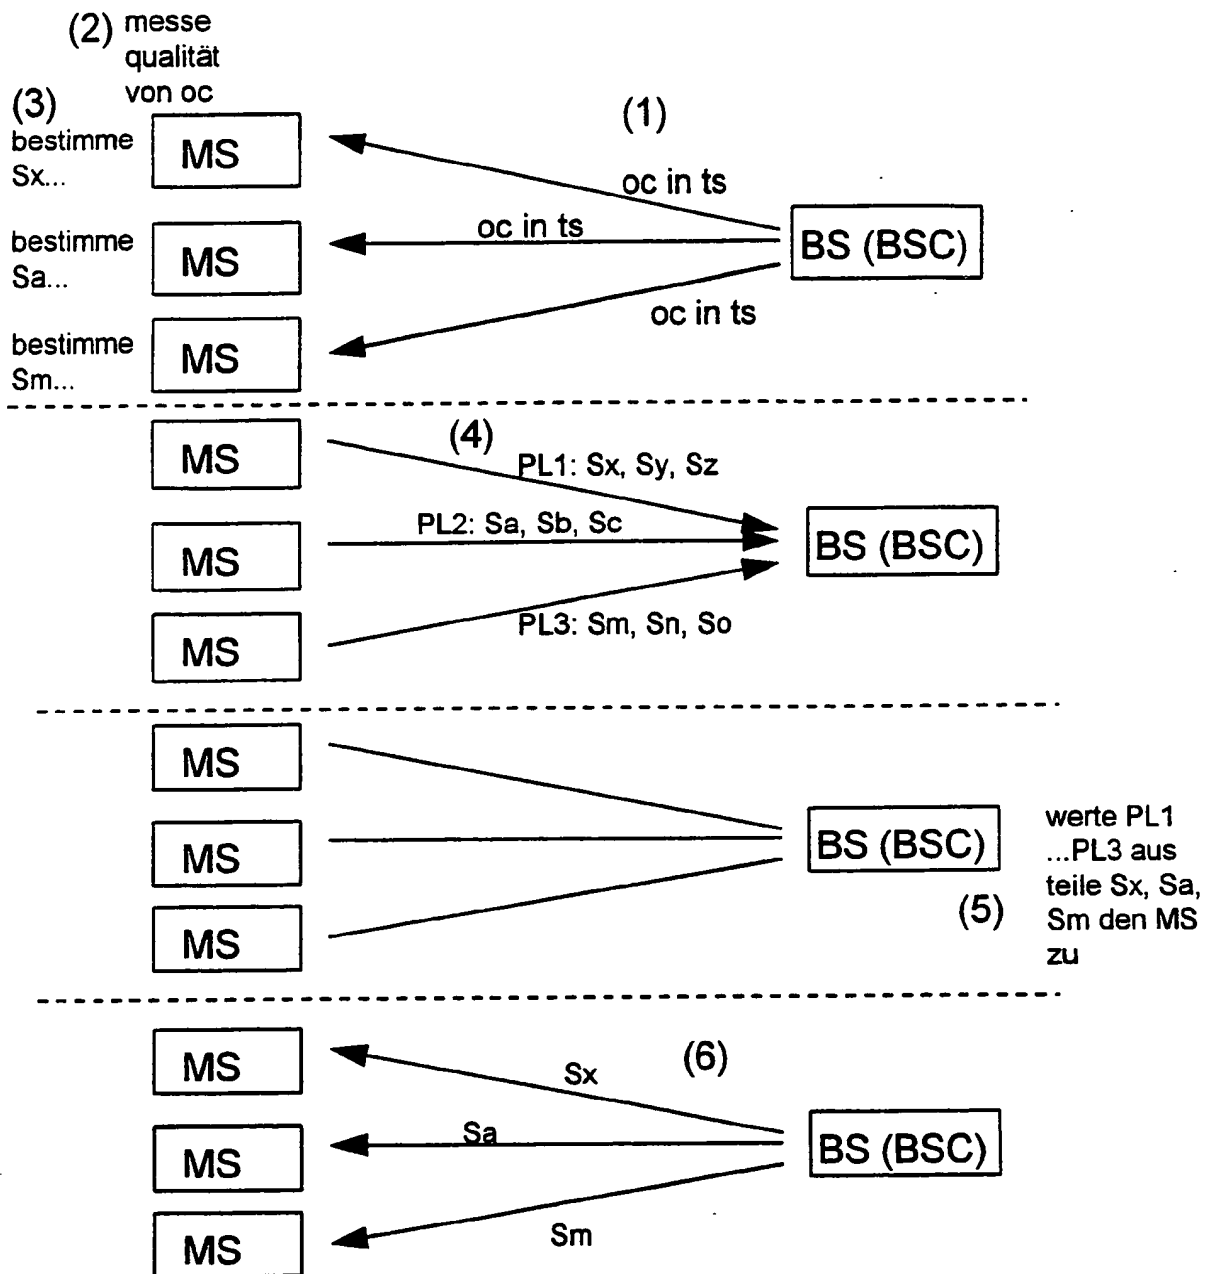 (2) messe
qualität
von oc
(3)
bestimme
Sx...
MS
(1)
oc in ts
bestimme
Sa...
MS
oc in ts
BS (BSC)
bestimme
Sm...
MS
oc in ts
MS
(4)
PL1: Sx, Sy, Sz
MS
PL2: Sa, Sb, Sc
BS (BSC)
MS
PL3: Sm, Sn, So
MS
MS
BS (BSC)
MS
(5)
werte PL1
...PL3 aus
teile Sx, Sa,
Sm den MS
zu
MS
Sx
(6)
MS
Sa
BS (BSC)
MS
Sm